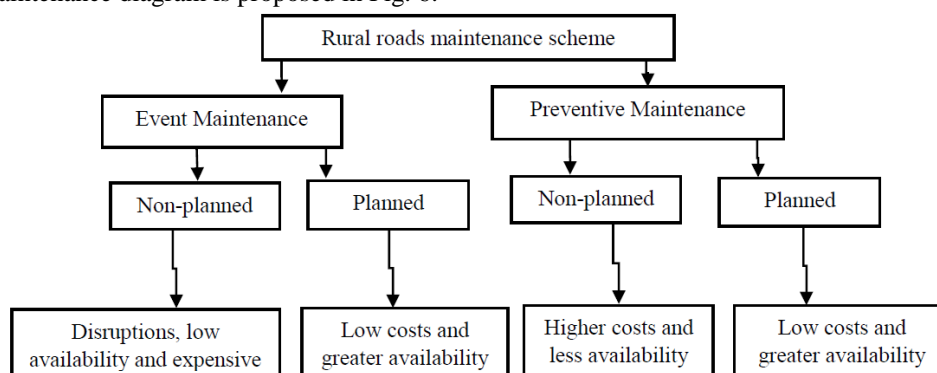 maintenance diagram is proposed in Fig. 6.
Rural roads maintenance scheme
Event Maintenance
Preventive Maintenance
Non-planned
Planned
Non-planned
Planned
Disruptions, low
availability and expensive
Low costs and
greater availability
Higher costs and
less availability
Low costs and
greater availability